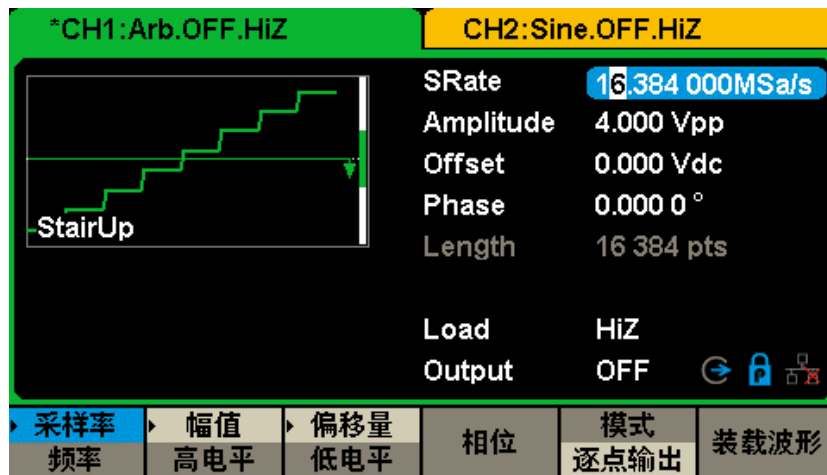 *CH1:Arb.OFF.HiZ
CH2:Sine.OFF.HiZ
StairUp
SRate 16.384 000MSa/s
Amplitude 4.000 Vpp
Offset 0.000 Vdc
Phase 0.000 0 °
Length 16 384 pts
Load HiZ
Output OFF
P
采样率 幅值 偏移量 相位 模式 装载波形
频率 高电平 低电平 逐点输出